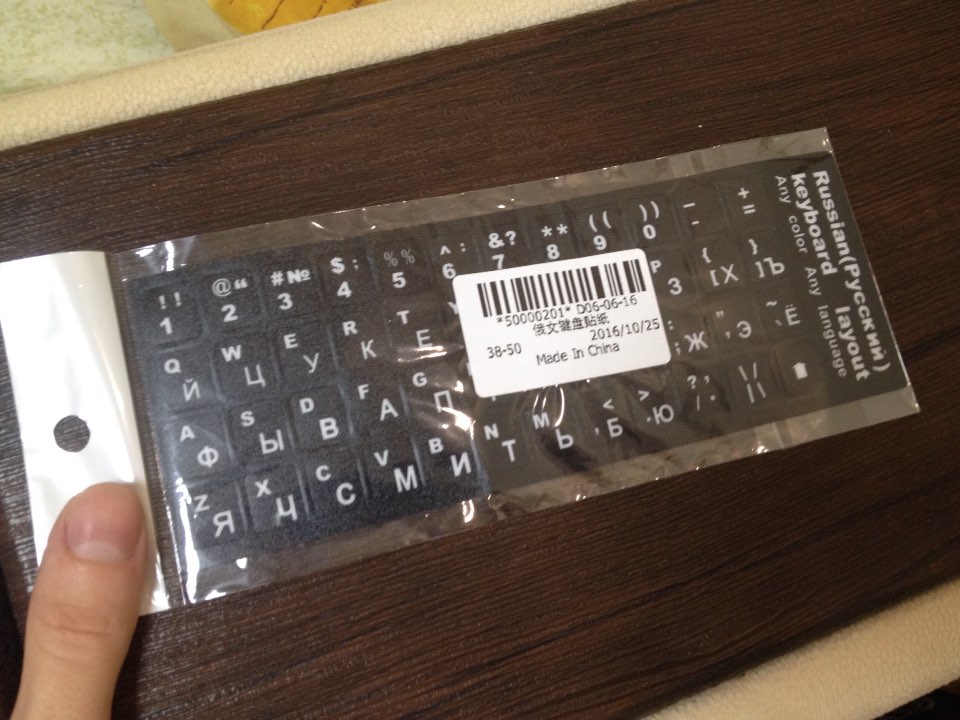 ! ! @ “ # № $ ; % % ^ : & ? * * ( ( ) ) _ - + =
1 2 3 4 5 6 7 8 9 0
Q Й W Ц E У R К T Е Y P З { [ Х } ] Ъ
A Ф S Ы D В F А G П : ; Ж " ' Э ~ ` Ё
Z Я X Ч C С V М B И N Т M Ь < , Б > . Ю ? , / . | / \ |
*50000201* D06-06-16
俄文键盘贴纸
38-50 2016/10/25
Made In China
Russian(Русский)
keyboard layout
Any color Any language